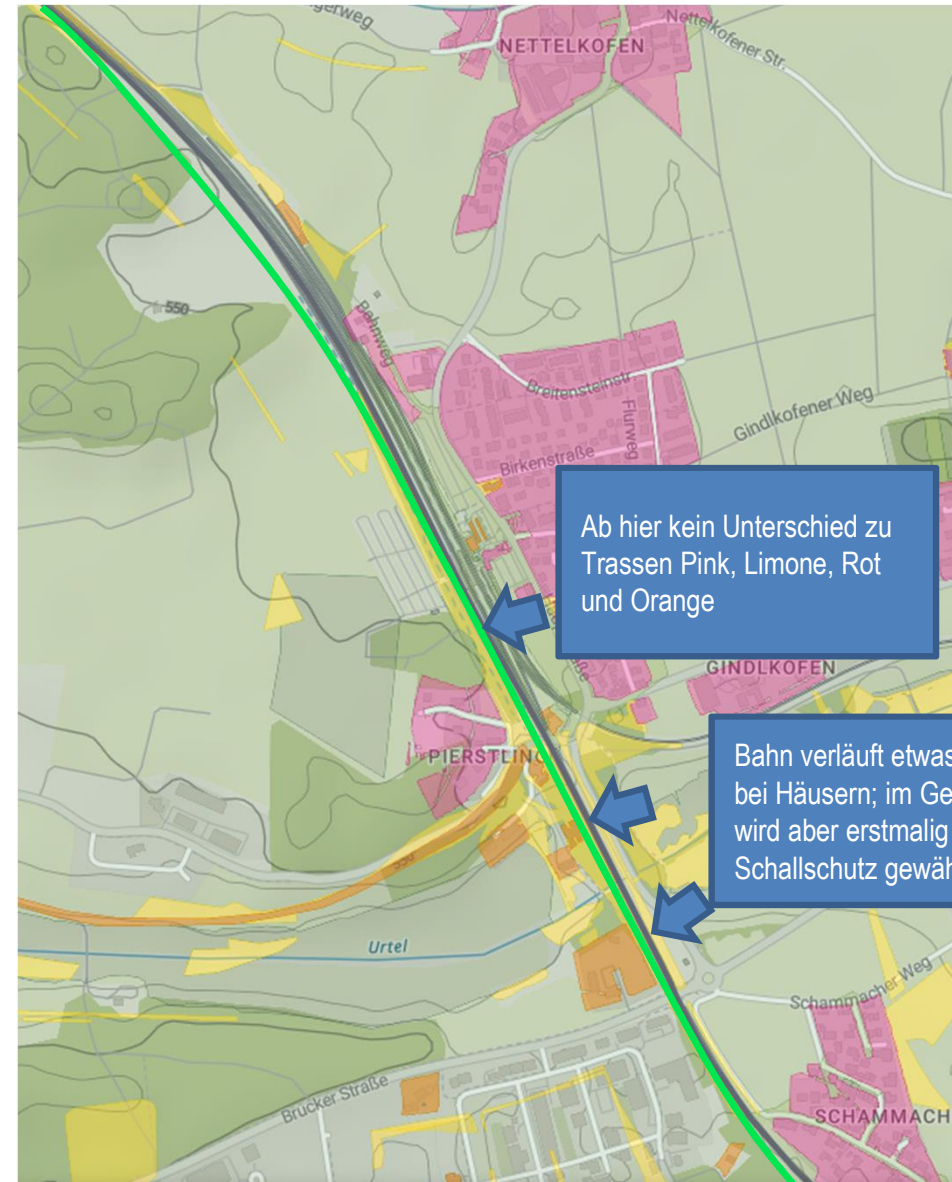 NETTELKOFEN
Nettelkofener Str.
550
Bahnweg
Breitensteinstr.
Flurweg
Gindlkofener Weg
Birkenstraße
Ab hier kein Unterschied zu
Trassen Pink, Limone, Rot
und Orange
GINDLKOFEN
PIERSTLING
Bahn verläuft etwas
bei Häusern; im Ge
wird aber erstmalig
Schallschutz gewäh
550
Urtel
Schammacher Weg
Brucker Straße
SCHAMMACH